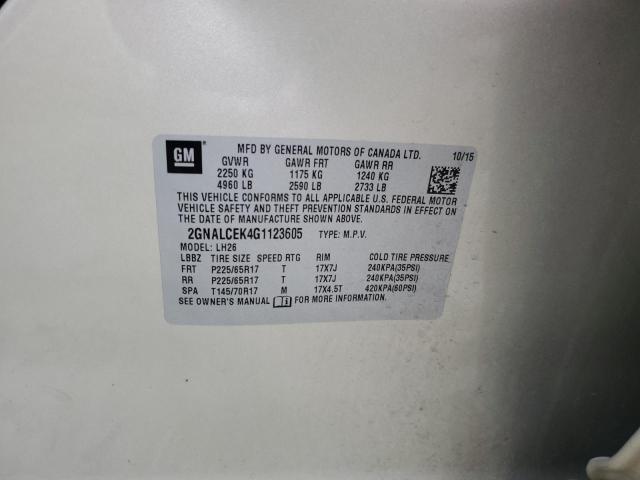 GM
MFD BY GENERAL MOTORS OF CANADA LTD. 10/15
GVWR GAWR FRT GAWR RR
2250 KG 1175 KG 1240 KG
4960 LB 2590 LB 2733 LB
THIS VEHICLE CONFORMS TO ALL APPLICABLE U.S. FEDERAL MOTOR
VEHICLE SAFETY AND THEFT PREVENTION STANDARDS IN EFFECT ON
THE DATE OF MANUFACTURE SHOWN ABOVE.
2GNALCEK4G1123605 TYPE: M.P.V.
MODEL: LH26
LBBZ TIRE SIZE SPEED RTG RIM COLD TIRE PRESSURE
FRT P225/65R17 T 17X7J 240KPA(35PSI)
RR P225/65R17 T 17X7J 240KPA(35PSI)
SPA T145/70R17 M 17X4.5T 420KPA(60PSI)
SEE OWNER'S MANUAL FOR MORE INFORMATION.